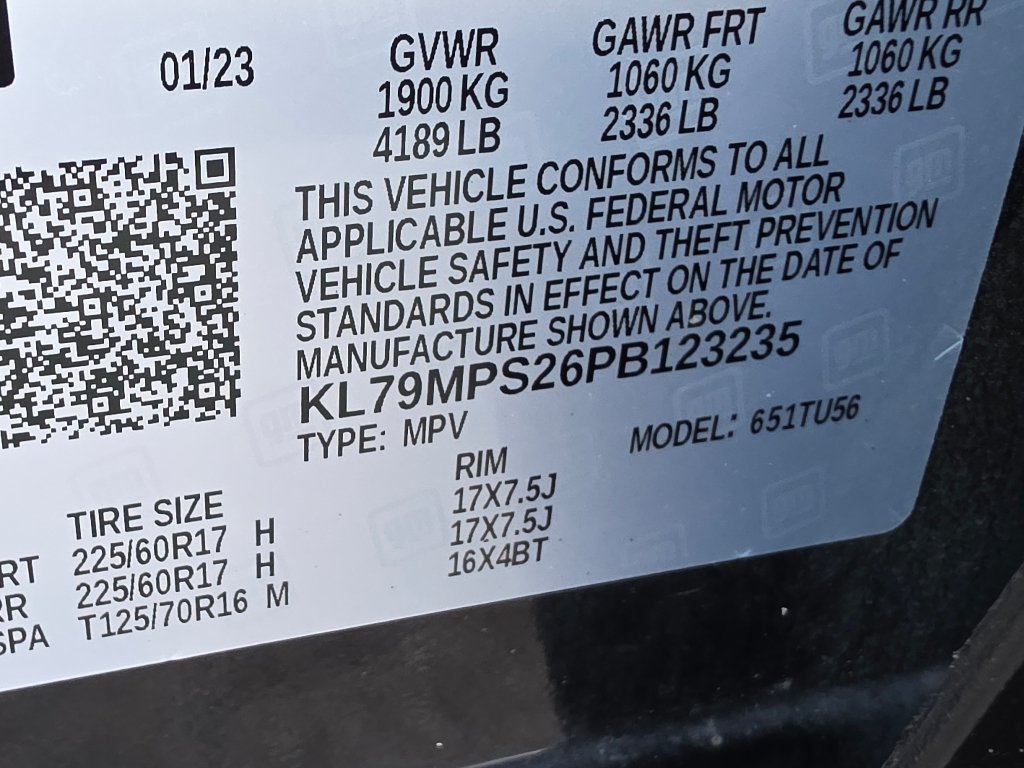 01/23
GVWR
1900 KG
4189 LB
GAWR FRT
1060 KG
2336 LB
GAWR RR
1060 KG
2336 LB
THIS VEHICLE CONFORMS TO ALL
APPLICABLE U.S. FEDERAL MOTOR
VEHICLE SAFETY AND THEFT PREVENTION
STANDARDS IN EFFECT ON THE DATE OF
MANUFACTURE SHOWN ABOVE.
KL79MPS26PB123235
TYPE: MPV
MODEL: 651TU56
TIRE SIZE
RIM
RT 225/60R17 H 17X7.5J
RR 225/60R17 H 17X7.5J
SPA T125/70R16 M 16X4BT